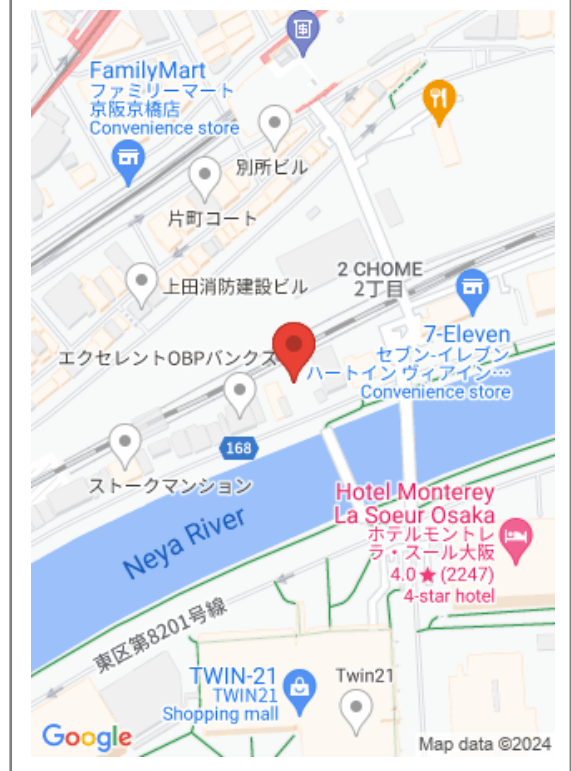 FamilyMart
ファミリーマート
京阪京橋店
Convenience store
別所ビル
片町コート
2 CHOME
2丁目
上田消防建設ビル
7-Eleven
セブン-イレブン
ハートイン ヴィアイン…
Convenience store
エクセレントOBPバンクス
168
ストークマンション
Neya River
Hotel Monterey
La Soeur Osaka
ホテルモントレ
ラ・スール大阪
4.0★(2247)
4-star hotel
東区第8201号線
TWIN-21
TWIN21
Shopping mall
Twin21
Google
Map data ©2024